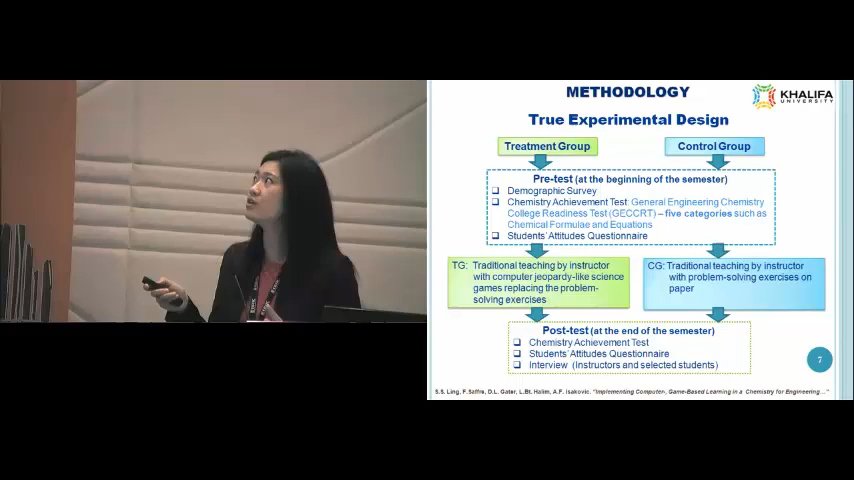 METHODOLOGY
KHALIFA
UNIVERSITY
True Experimental Design
Treatment Group
Control Group
Pre-test (at the beginning of the semester)
Demographic Survey
Chemistry Achievement Test: General Engineering Chemistry
College Readiness Test (GECCRT) – five categories such as
Chemical Formulae and Equations
Students' Attitudes Questionnaire
TG: Traditional teaching by instructor
with computer jeopardy-like science
games replacing the problem-
solving exercises
CG: Traditional teaching by instructor
with problem-solving exercises on
paper
Post-test (at the end of the semester)
Chemistry Achievement Test
Students' Attitudes Questionnaire
Interview (Instructors and selected students)
7
S.S. Ling, F.Saffre, D.L. Gater, L.Bt. Halim, A.F. Isakovic. "Implementing Computer, Game-Based Learning in a Chemistry for Engineering..."